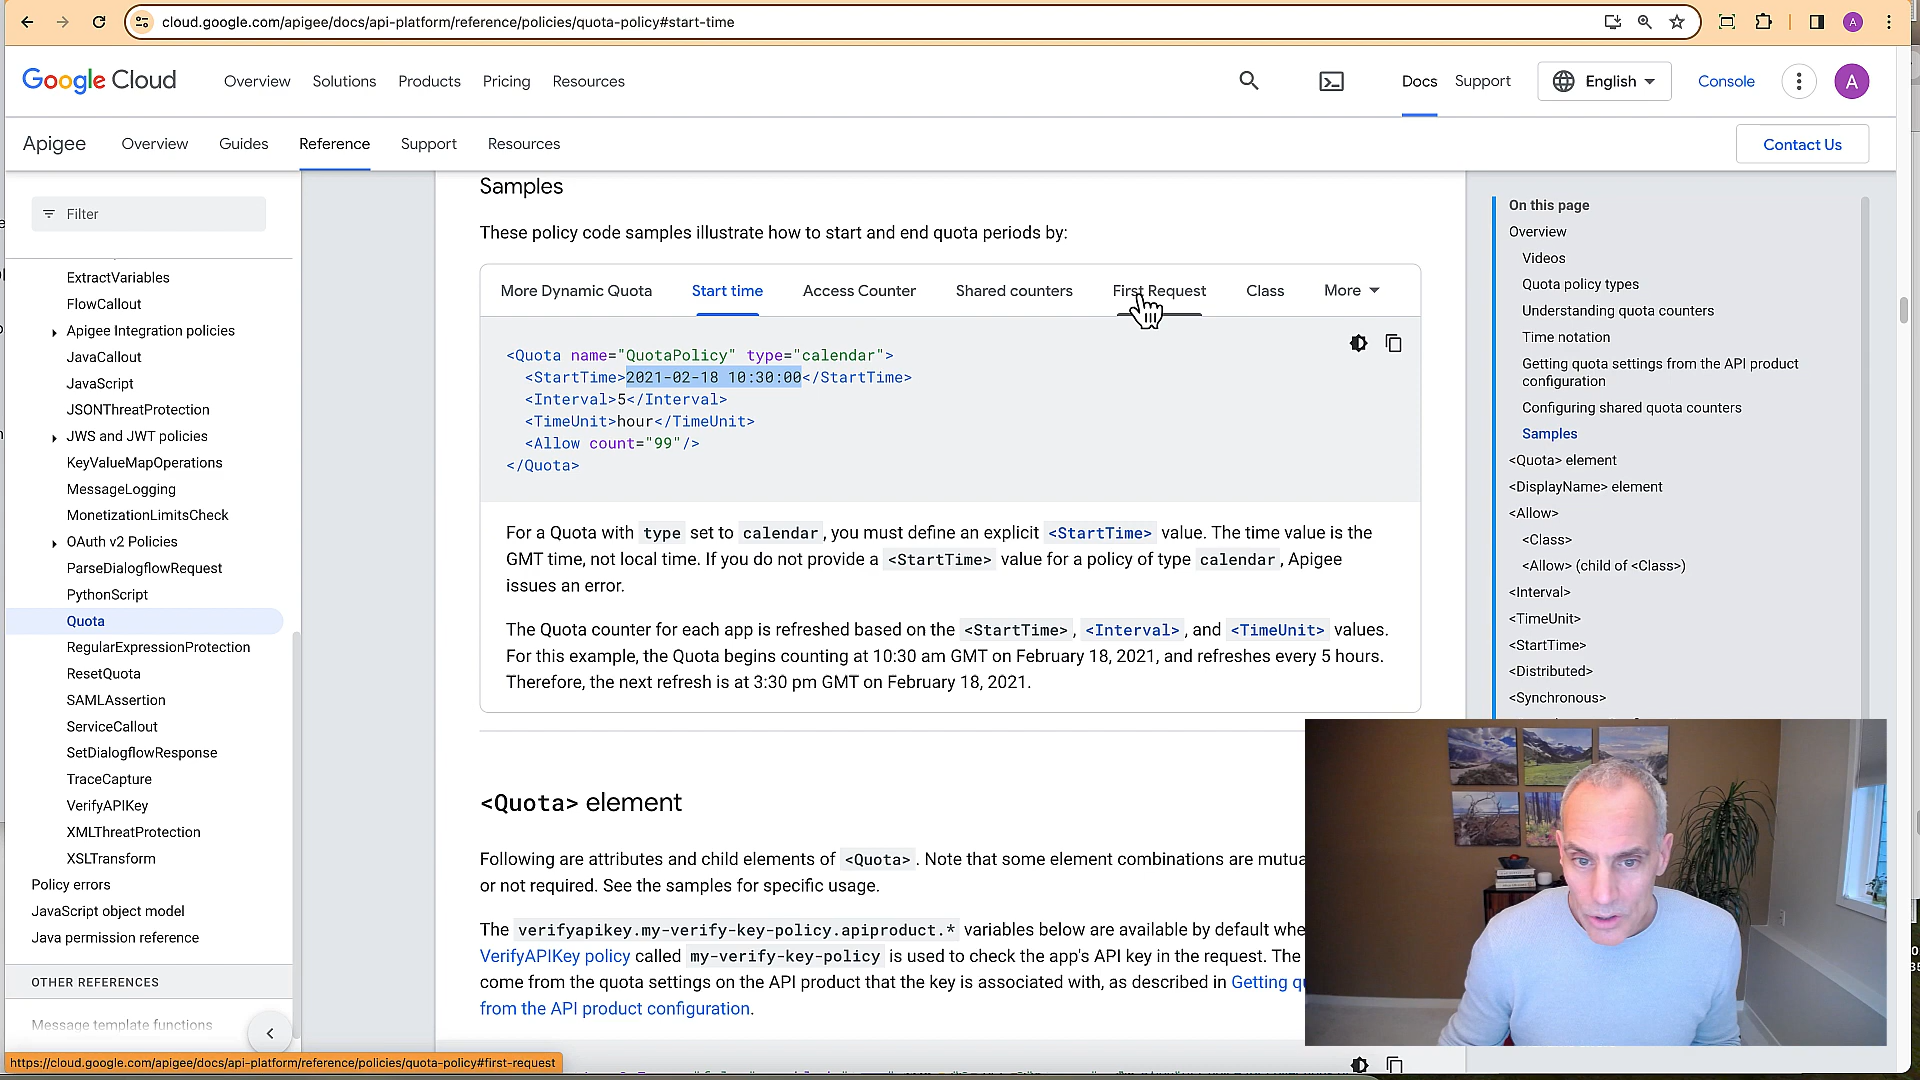 cloud.google.com/apigee/docs/api-platform/reference/policies/quota-policy#start-time
A
Google Cloud
Overview
Solutions
Products
Pricing
Resources
Docs
Support
English
Console
A
Apigee
Overview
Guides
Reference
Support
Resources
Contact Us
Filter
ExtractVariables
FlowCallout
Apigee Integration policies
JavaCallout
JavaScript
JSONThreatProtection
JWS and JWT policies
KeyValueMapOperations
MessageLogging
MonetizationLimitsCheck
OAuth v2 Policies
ParseDialogflowRequest
PythonScript
Quota
RegularExpressionProtection
ResetQuota
SAMLAssertion
ServiceCallout
SetDialogflowResponse
TraceCapture
VerifyAPIKey
XMLThreatProtection
XSLTransform
Policy errors
JavaScript object model
Java permission reference
OTHER REFERENCES
Message template functions
Samples
These policy code samples illustrate how to start and end quota periods by:
More Dynamic Quota
Start time
Access Counter
Shared counters
First Request
Class
More
<Quota name="QuotaPolicy" type="calendar">
<StartTime>2021-02-18 10:30:00</StartTime>
<Interval>5</Interval>
<TimeUnit>hour</TimeUnit>
<Allow count="99"/>
</Quota>
For a Quota with type set to calendar, you must define an explicit <StartTime> value. The time value is the
GMT time, not local time. If you do not provide a <StartTime> value for a policy of type calendar, Apigee
issues an error.
The Quota counter for each app is refreshed based on the <StartTime>, <Interval>, and <TimeUnit> values.
For this example, the Quota begins counting at 10:30 am GMT on February 18, 2021, and refreshes every 5 hours.
Therefore, the next refresh is at 3:30 pm GMT on February 18, 2021.
<Quota> element
Following are attributes and child elements of <Quota>. Note that some element combinations are
or not required. See the samples for specific usage.
The verifyapikey.my-verify-key-policy.apiproduct.* variables below are available by default
VerifyAPIKey policy called my-verify-key-policy is used to check the app's API key in the request. The
come from the quota settings on the API product that the key is associated with, as described in Getting
from the API product configuration.
On this page
Overview
Videos
Quota policy types
Understanding quota counters
Time notation
Getting quota settings from the API product
configuration
Configuring shared quota counters
Samples
<Quota> element
<DisplayName> element
<Allow>
<Class>
<Allow> (child of <Class>)
<Interval>
<TimeUnit>
<StartTime>
<Distributed>
<Synchronous>
https://cloud.google.com/apigee/docs/api-platform/reference/policies/quota-policy#first-request